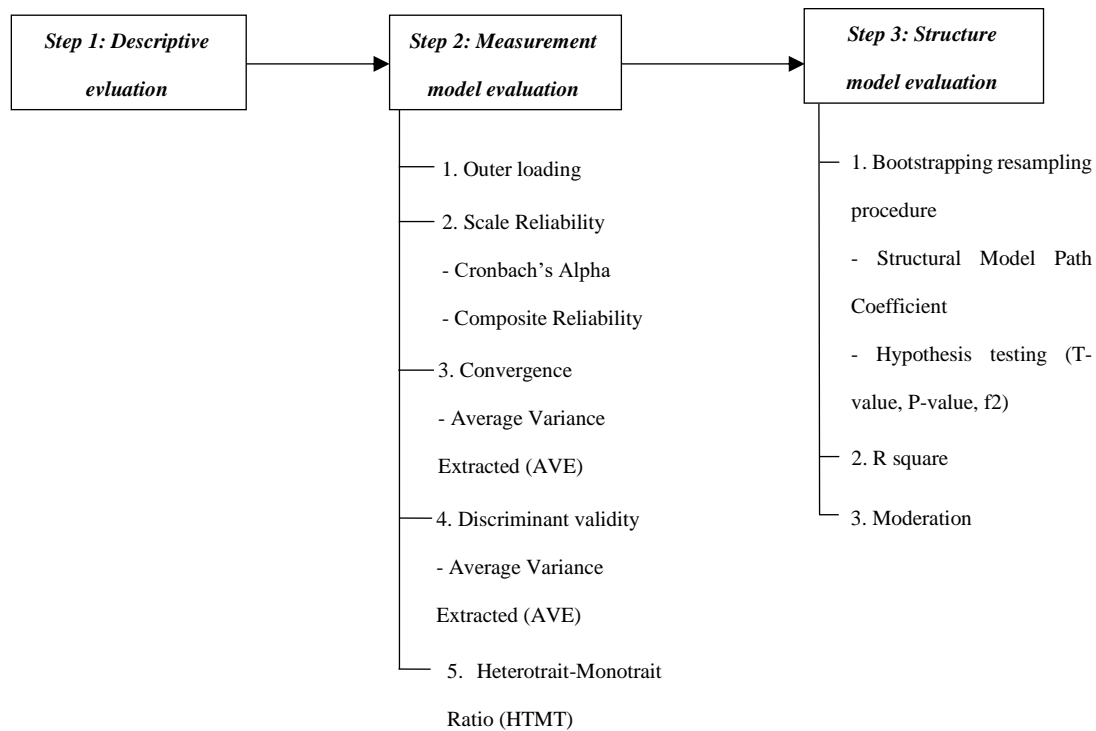 Step 1: Descriptive
evluation
Step 2: Measurement
model evaluation
Step 3: Structure
model evaluation
1. Outer loading
2. Scale Reliability
- Cronbach's Alpha
- Composite Reliability
3. Convergence
- Average Variance
Extracted (AVE)
4. Discriminant validity
- Average Variance
Extracted (AVE)
5. Heterotrait-Monotrait
Ratio (HTMT)
1. Bootstrapping resampling
procedure
- Structural Model Path
Coefficient
- Hypothesis testing (T-
value, P-value, f2)
2. R square
3. Moderation